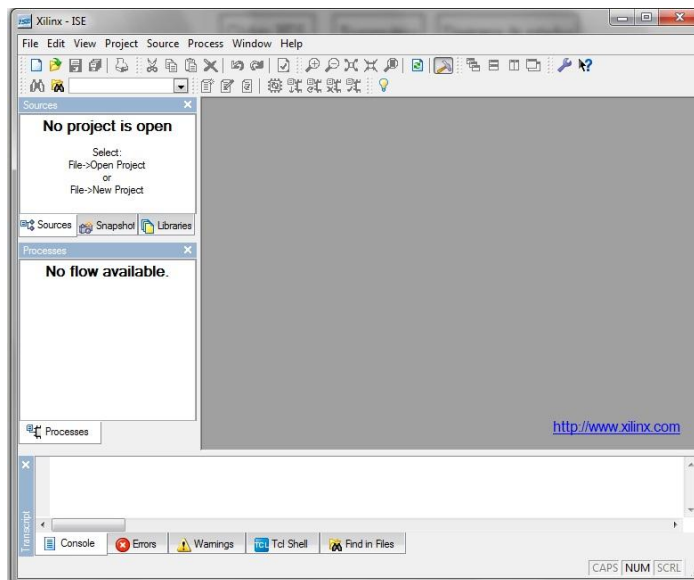 Xilinx - ISE
File Edit View Project Source Process Window Help
Sources
No project is open
Select:
File->Open Project
or
File->New Project
Sources Snapshot Libraries
Processes
No flow available.
Processes
http://www.xilinx.com
Transcript
Console Errors Warnings Tcl Shell Find in Files
CAPS NUM SCRL